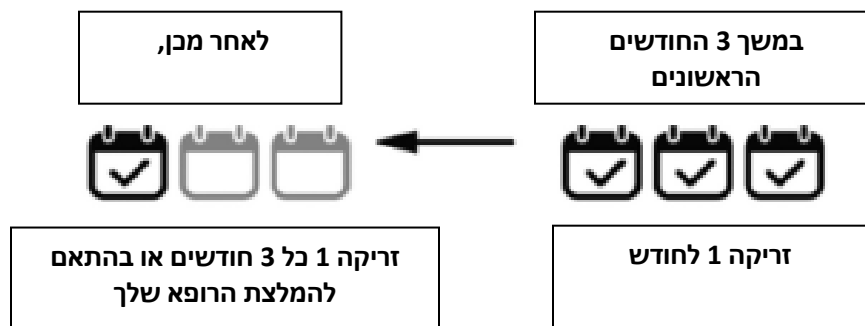 במשך 3 החודשים
הראשונים
לאחר מכן,
זריקה 1 לחודש
זריקה 1 כל 3 חודשים או בהתאם
להמלצת הרופא שלך